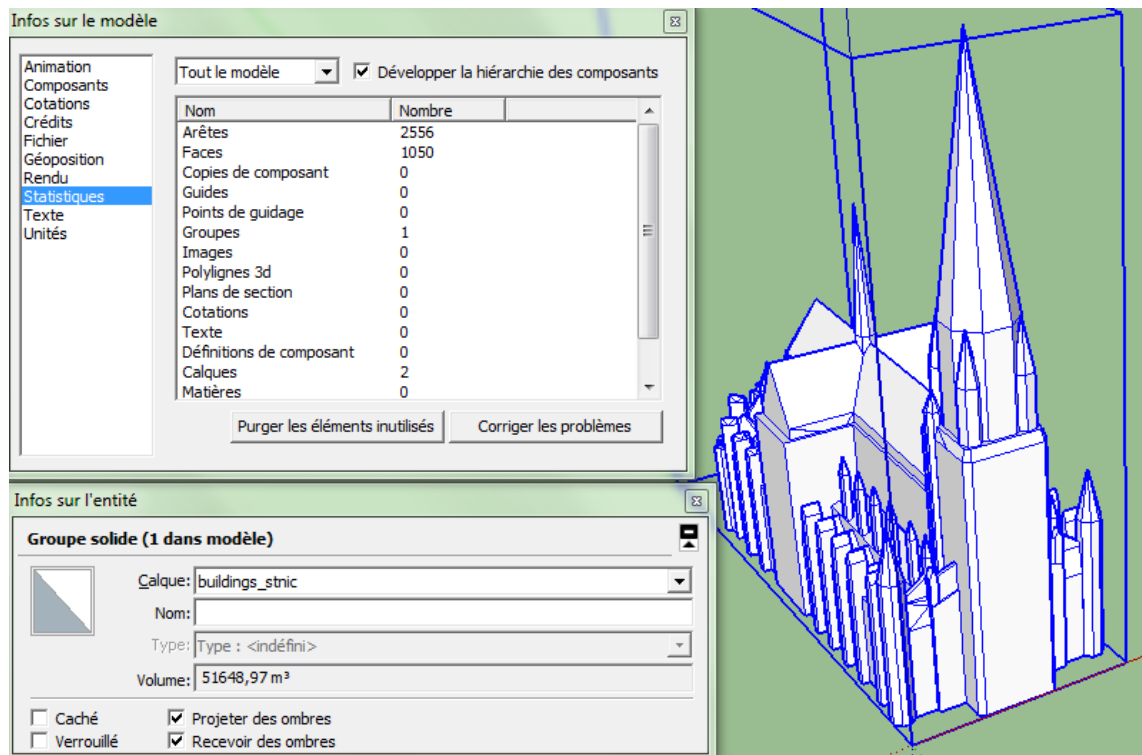 Infos sur le modèle
Animation
Composants
Cotations
Crédits
Fichier
Géoposition
Rendu
Statistiques
Texte
Unités
Tout le modèle
Développer la hiérarchie des composants
Nom Nombre
Arêtes 2556
Faces 1050
Copies de composant 0
Guides 0
Points de guidage 0
Groupes 1
Images 0
Polylignes 3d 0
Plans de section 0
Cotations 0
Texte 0
Définitions de composant 0
Calques 2
Matières 0
Purger les éléments inutilisés Corriger les problèmes
Infos sur l'entité
Groupe solide (1 dans modèle)
Calque: buildings_stnic
Nom:
Type: Type : <indéfini>
Volume: 51648,97 m³
Caché Projeter des ombres
Verrouillé Recevoir des ombres